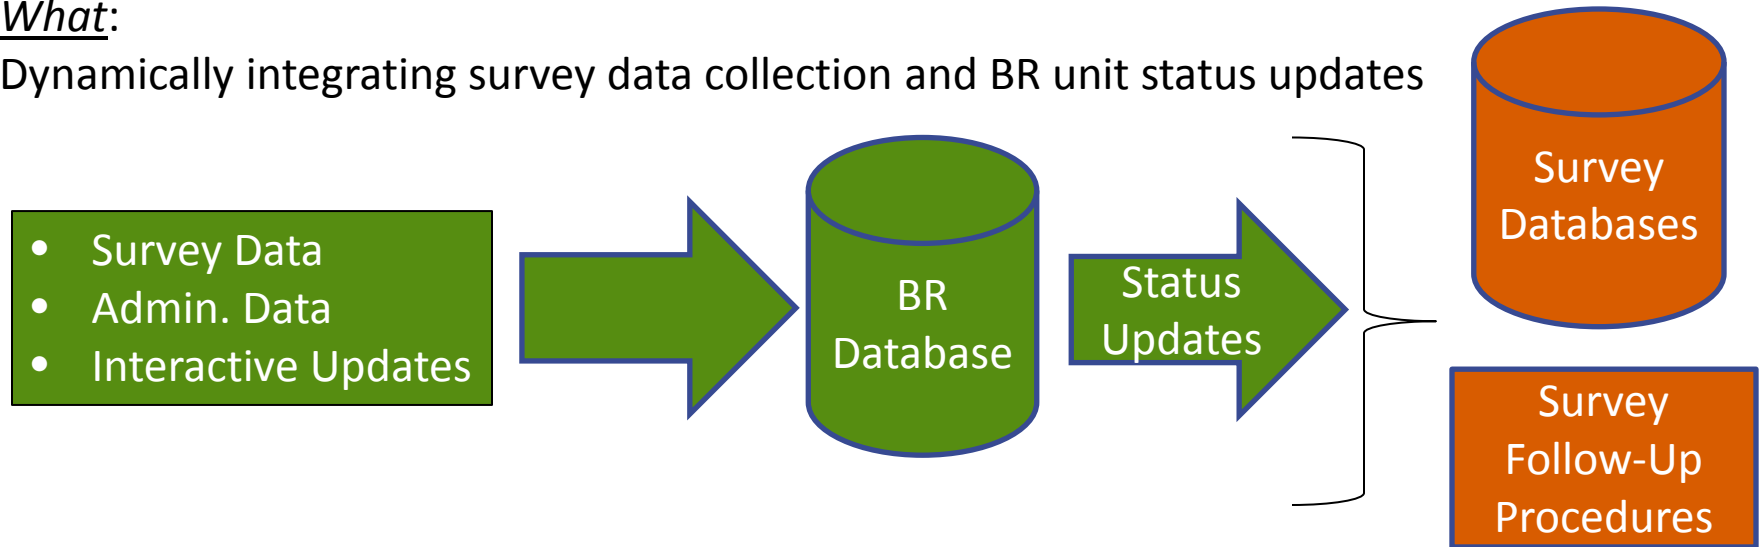 What:
Dynamically integrating survey data collection and BR unit status updates
• Survey Data
• Admin. Data
• Interactive Updates
BR
Database
Status
Updates
Survey
Databases
Survey
Follow-Up
Procedures